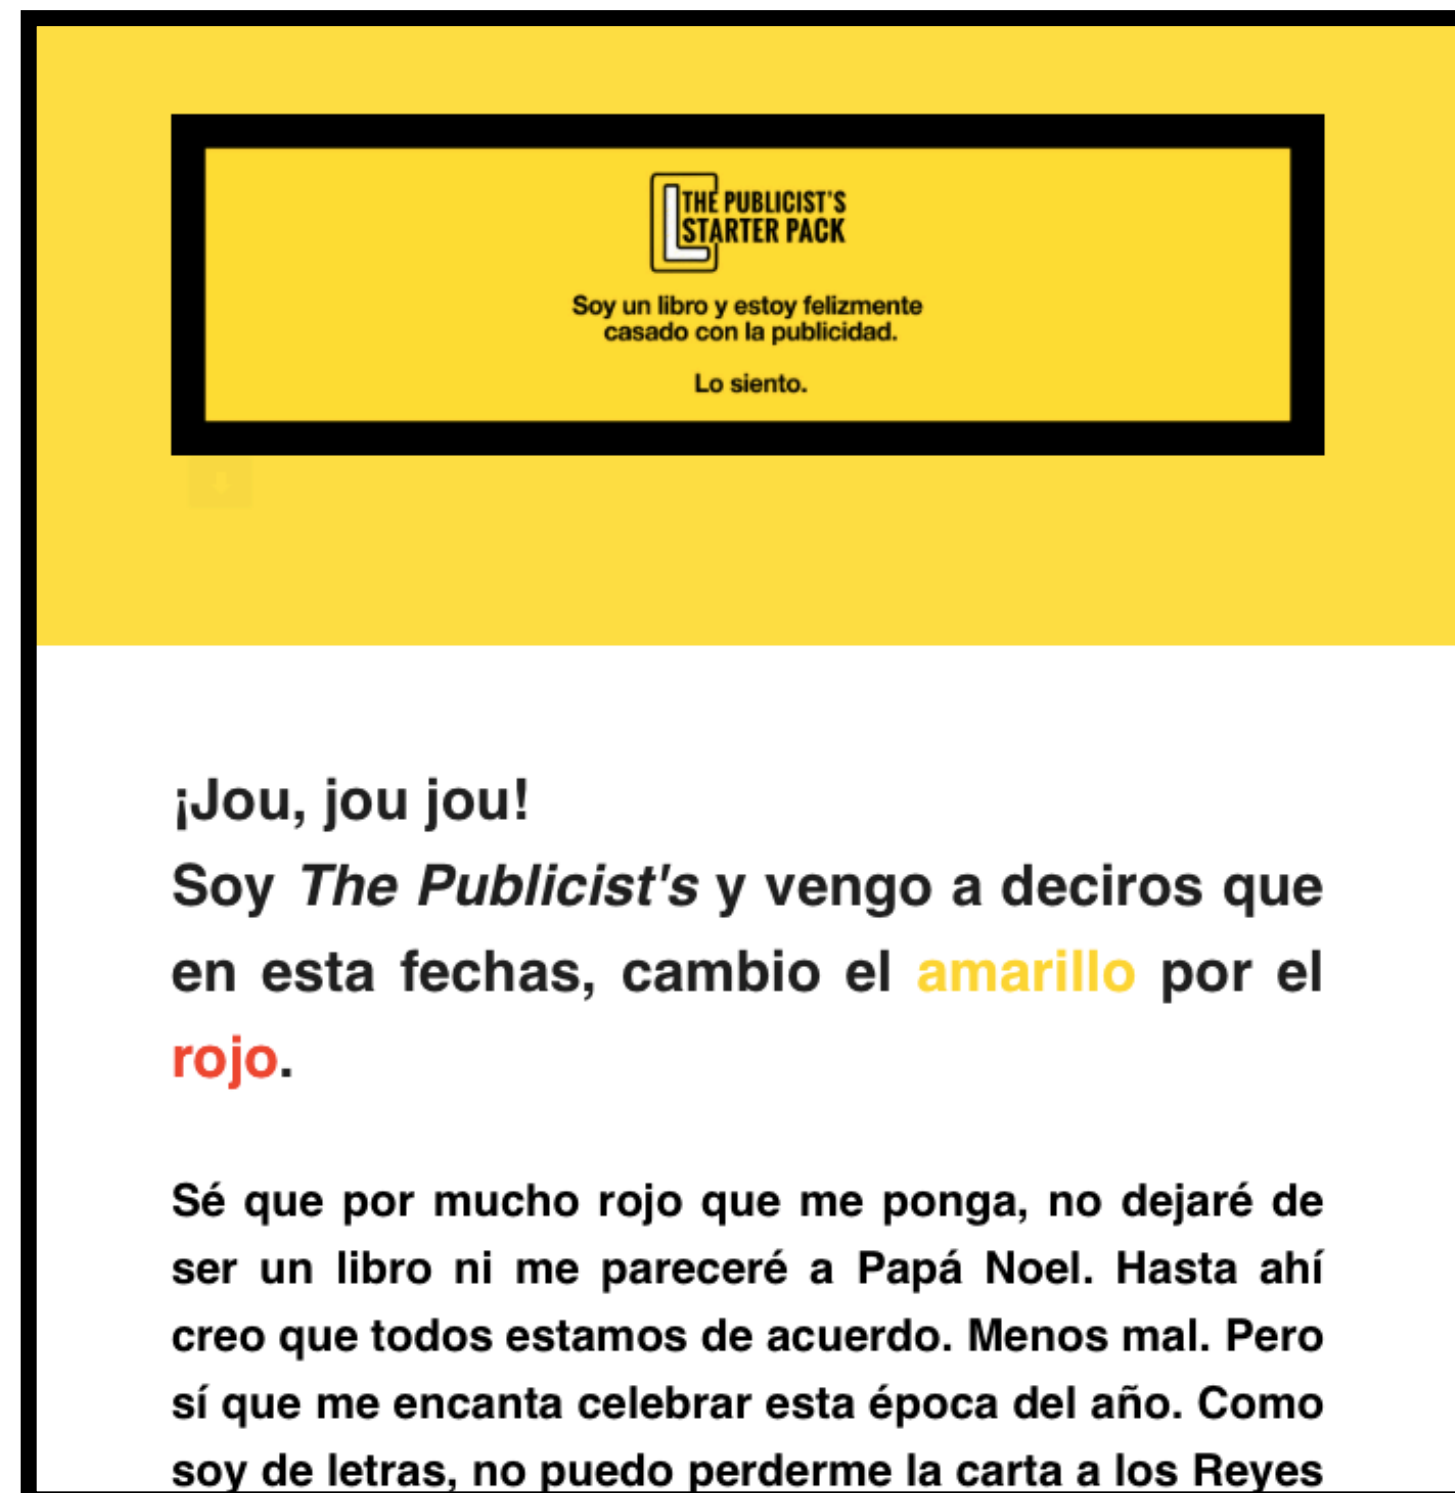 THE PUBLICIST'S
STARTER PACK
Soy un libro y estoy felizmente
casado con la publicidad.
Lo siento.
¡Jou, jou jou!
Soy The Publicist's y vengo a deciros que
en esta fechas, cambio el amarillo por el
rojo.
Sé que por mucho rojo que me ponga, no dejaré de
ser un libro ni me pareceré a Papá Noel. Hasta ahí
creo que todos estamos de acuerdo. Menos mal. Pero
sí que me encanta celebrar esta época del año. Como
soy de letras, no puedo perderme la carta a los Reyes